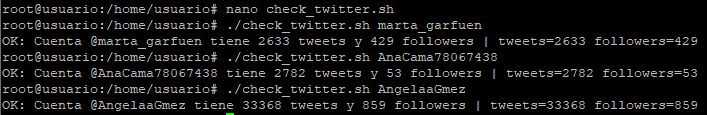 root@usuario:/home/usuario# nano check_twitter.sh
root@usuario:/home/usuario# ./check_twitter.sh marta_garfuen
OK: Cuenta @marta_garfuen tiene 2633 tweets y 429 followers | tweets=2633 followers=429
root@usuario:/home/usuario# ./check_twitter.sh AnaCama78067438
OK: Cuenta @AnaCama78067438 tiene 2782 tweets y 53 followers | tweets=2782 followers=53
root@usuario:/home/usuario# ./check_twitter.sh AngelaaGmez
OK: Cuenta @AngelaaGmez tiene 33368 tweets y 859 followers | tweets=33368 followers=859